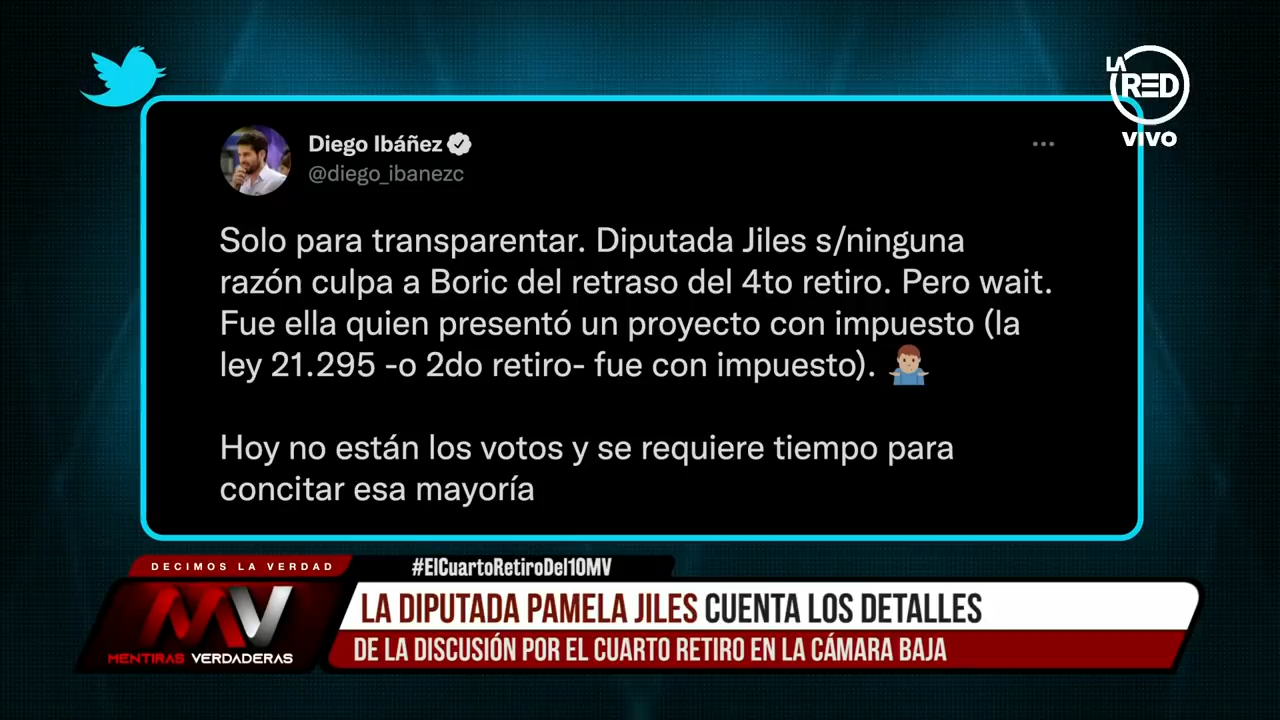 LA
RED
VIVO
Diego Ibáñez
@diego_ibanezc
Solo para transparentar. Diputada Jiles s/ninguna
razón culpa a Boric del retraso del 4to retiro. Pero wait.
Fue ella quien presentó un proyecto con impuesto (la
ley 21.295 -o 2do retiro- fue con impuesto). 🤷🏽‍♂️
Hoy no están los votos y se requiere tiempo para
concitar esa mayoría
DECIMOS LA VERDAD
#ElCuartoRetiroDel10MV
MV
MENTIRAS VERDADERAS
LA DIPUTADA PAMELA JILES CUENTA LOS DETALLES
DE LA DISCUSIÓN POR EL CUARTO RETIRO EN LA CÁMARA BAJA